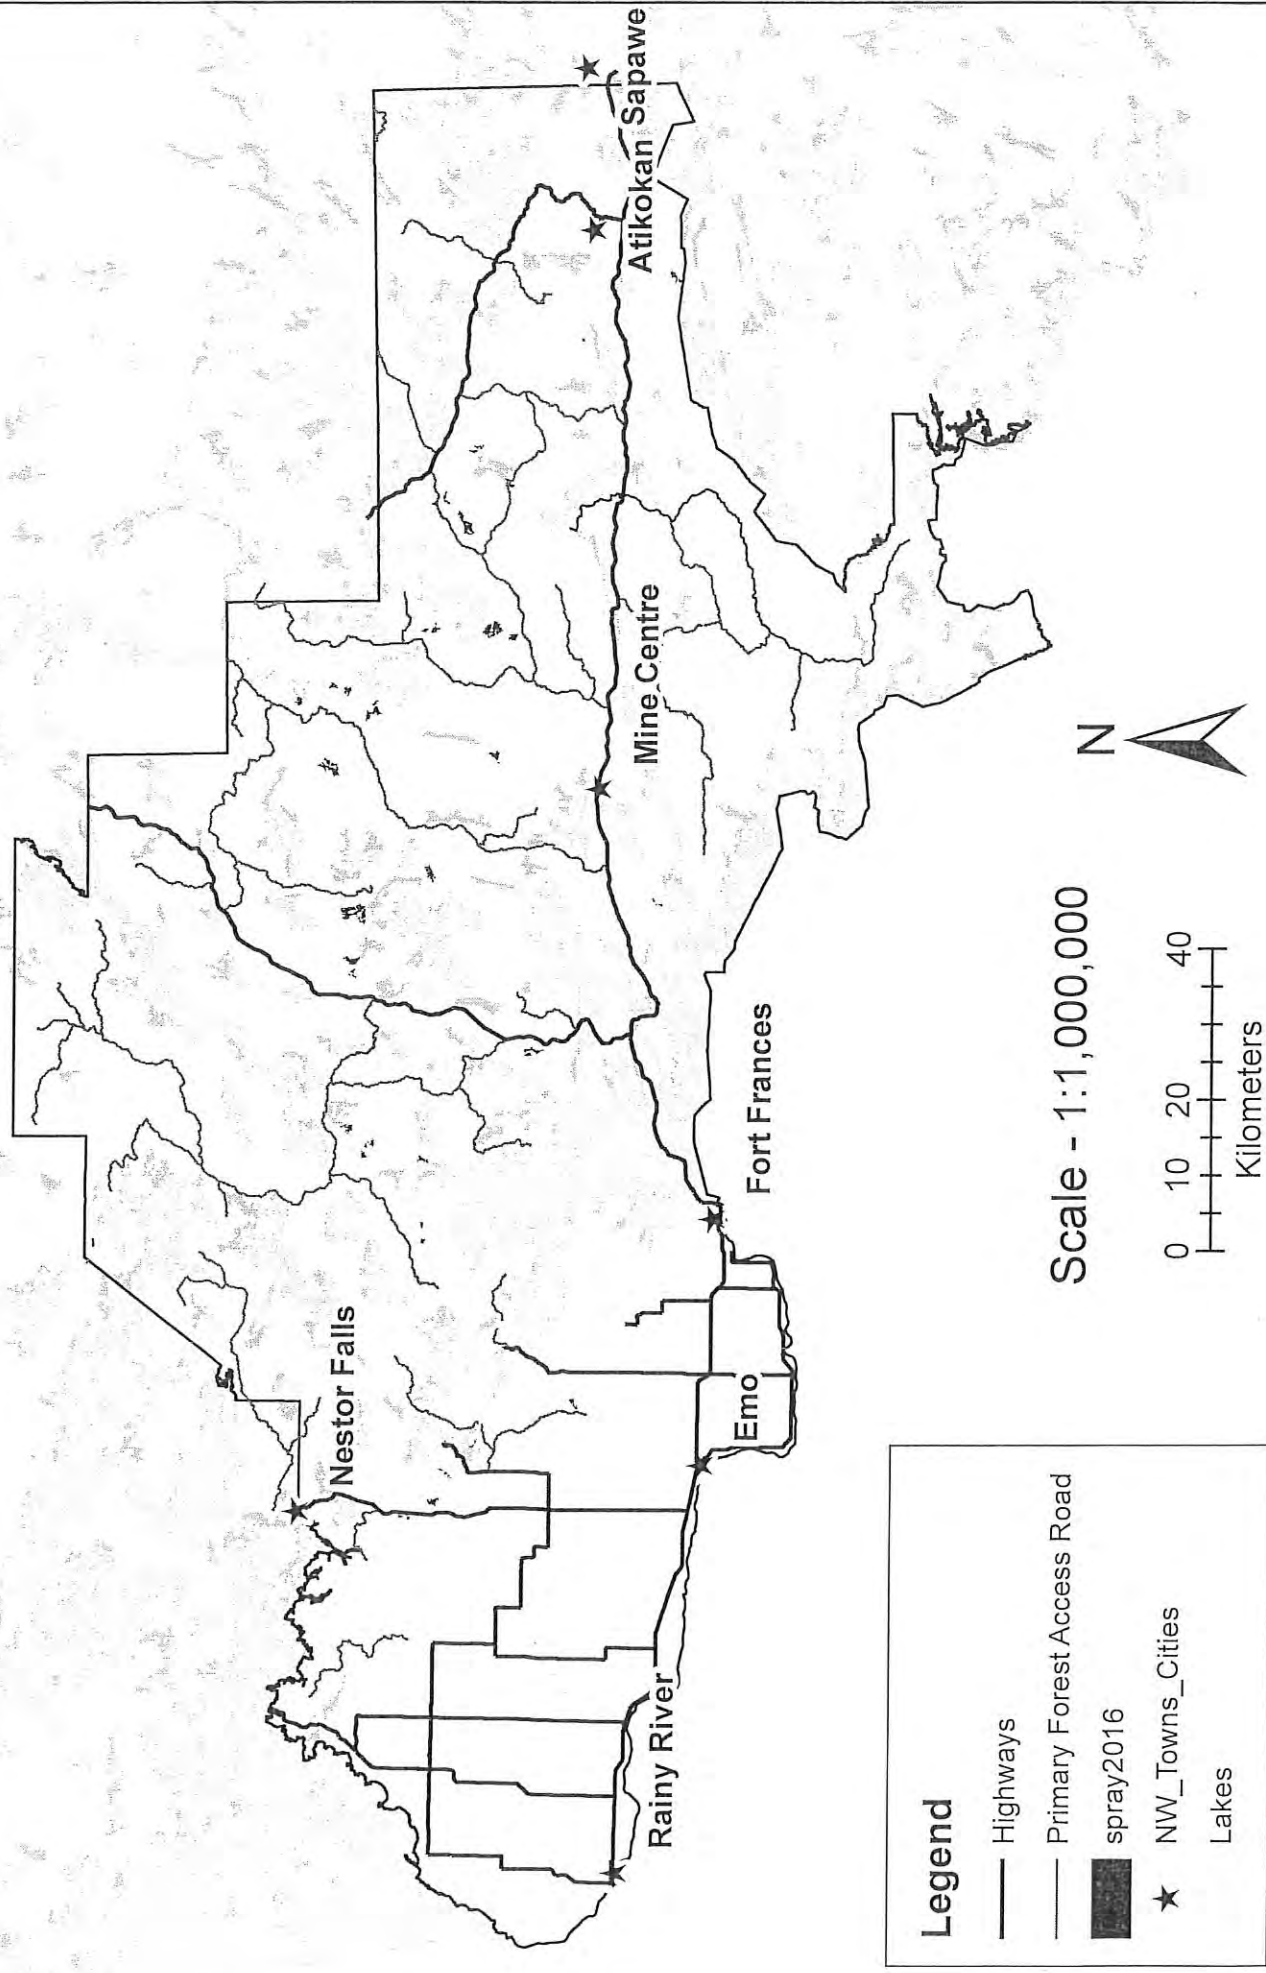 Nestor Falls
Sapawe
Atikokan
Mine Centre
Fort Frances
Emo
Rainy River
N
Scale - 1:1,000,000
0 10 20 40
Kilometers
Legend
Highways
Primary Forest Access Road
spray2016
NW_Towns_Cities
Lakes